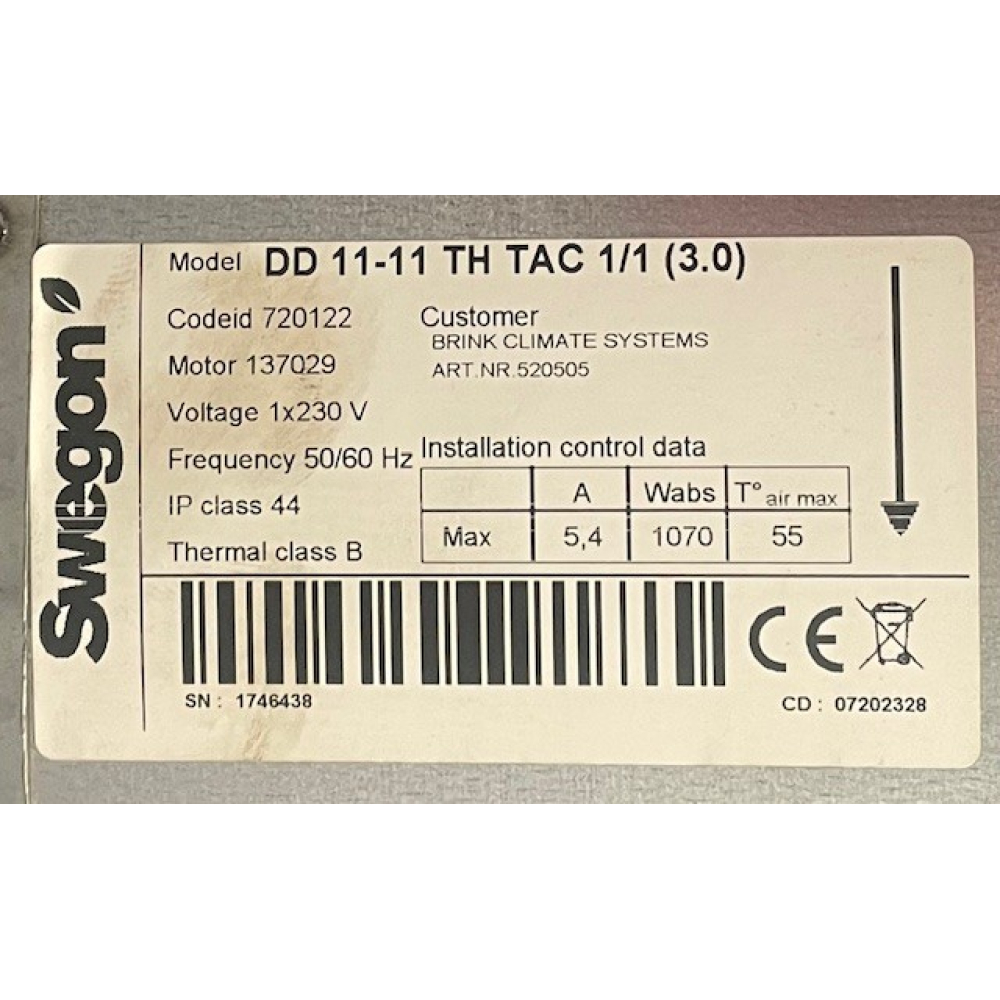 Swegon
Model DD 11-11 TH TAC 1/1 (3.0)
Codeid 720122
Motor 137029
Voltage 1x230 V
Frequency 50/60 Hz
IP class 44
Thermal class B
Customer
BRINK CLIMATE SYSTEMS
ART.NR.520505
Installation control data
A Wabs T° air max
Max 5,4 1070 55
CE
SN : 1746438
CD : 07202328